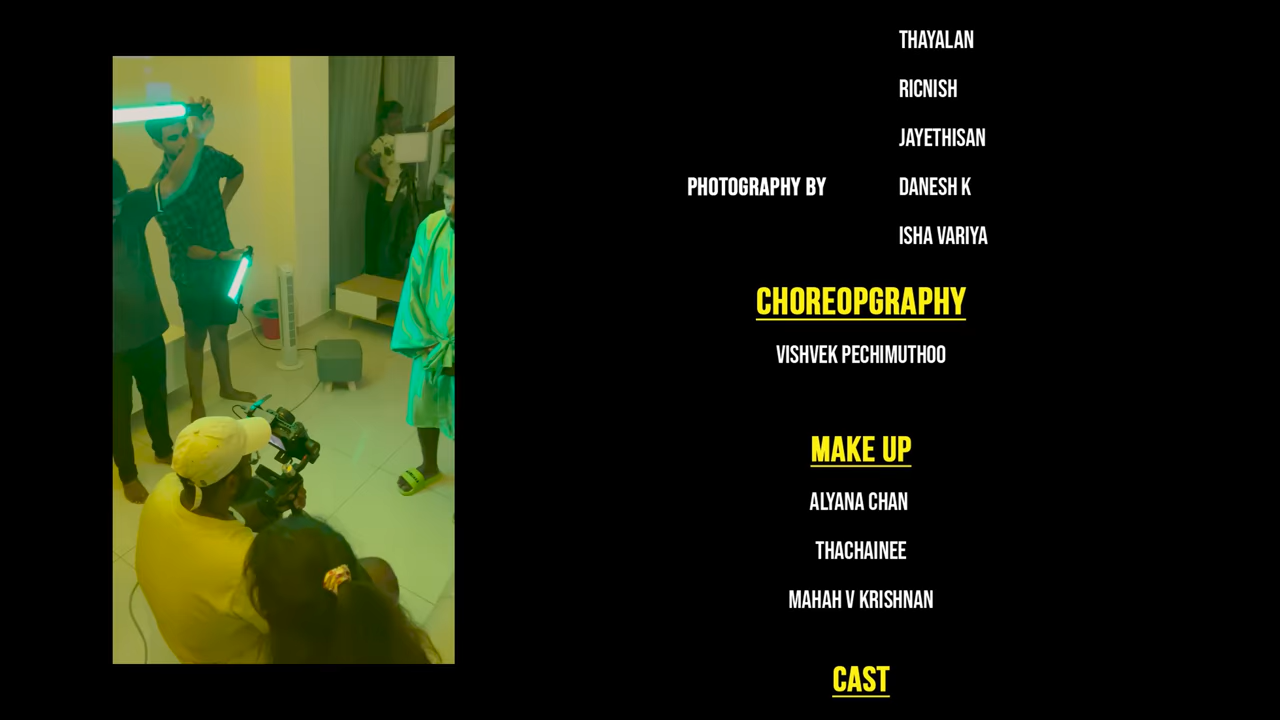 THAYALAN
RICNISH
JAYETHISAN
PHOTOGRAPHY BY DANESH K
ISHA VARIYA
CHOREOPGRAPHY
VISHVEK PECHIMUTHOO
MAKE UP
ALYANA CHAN
THACHAINEE
MAHAH V KRISHNAN
CAST